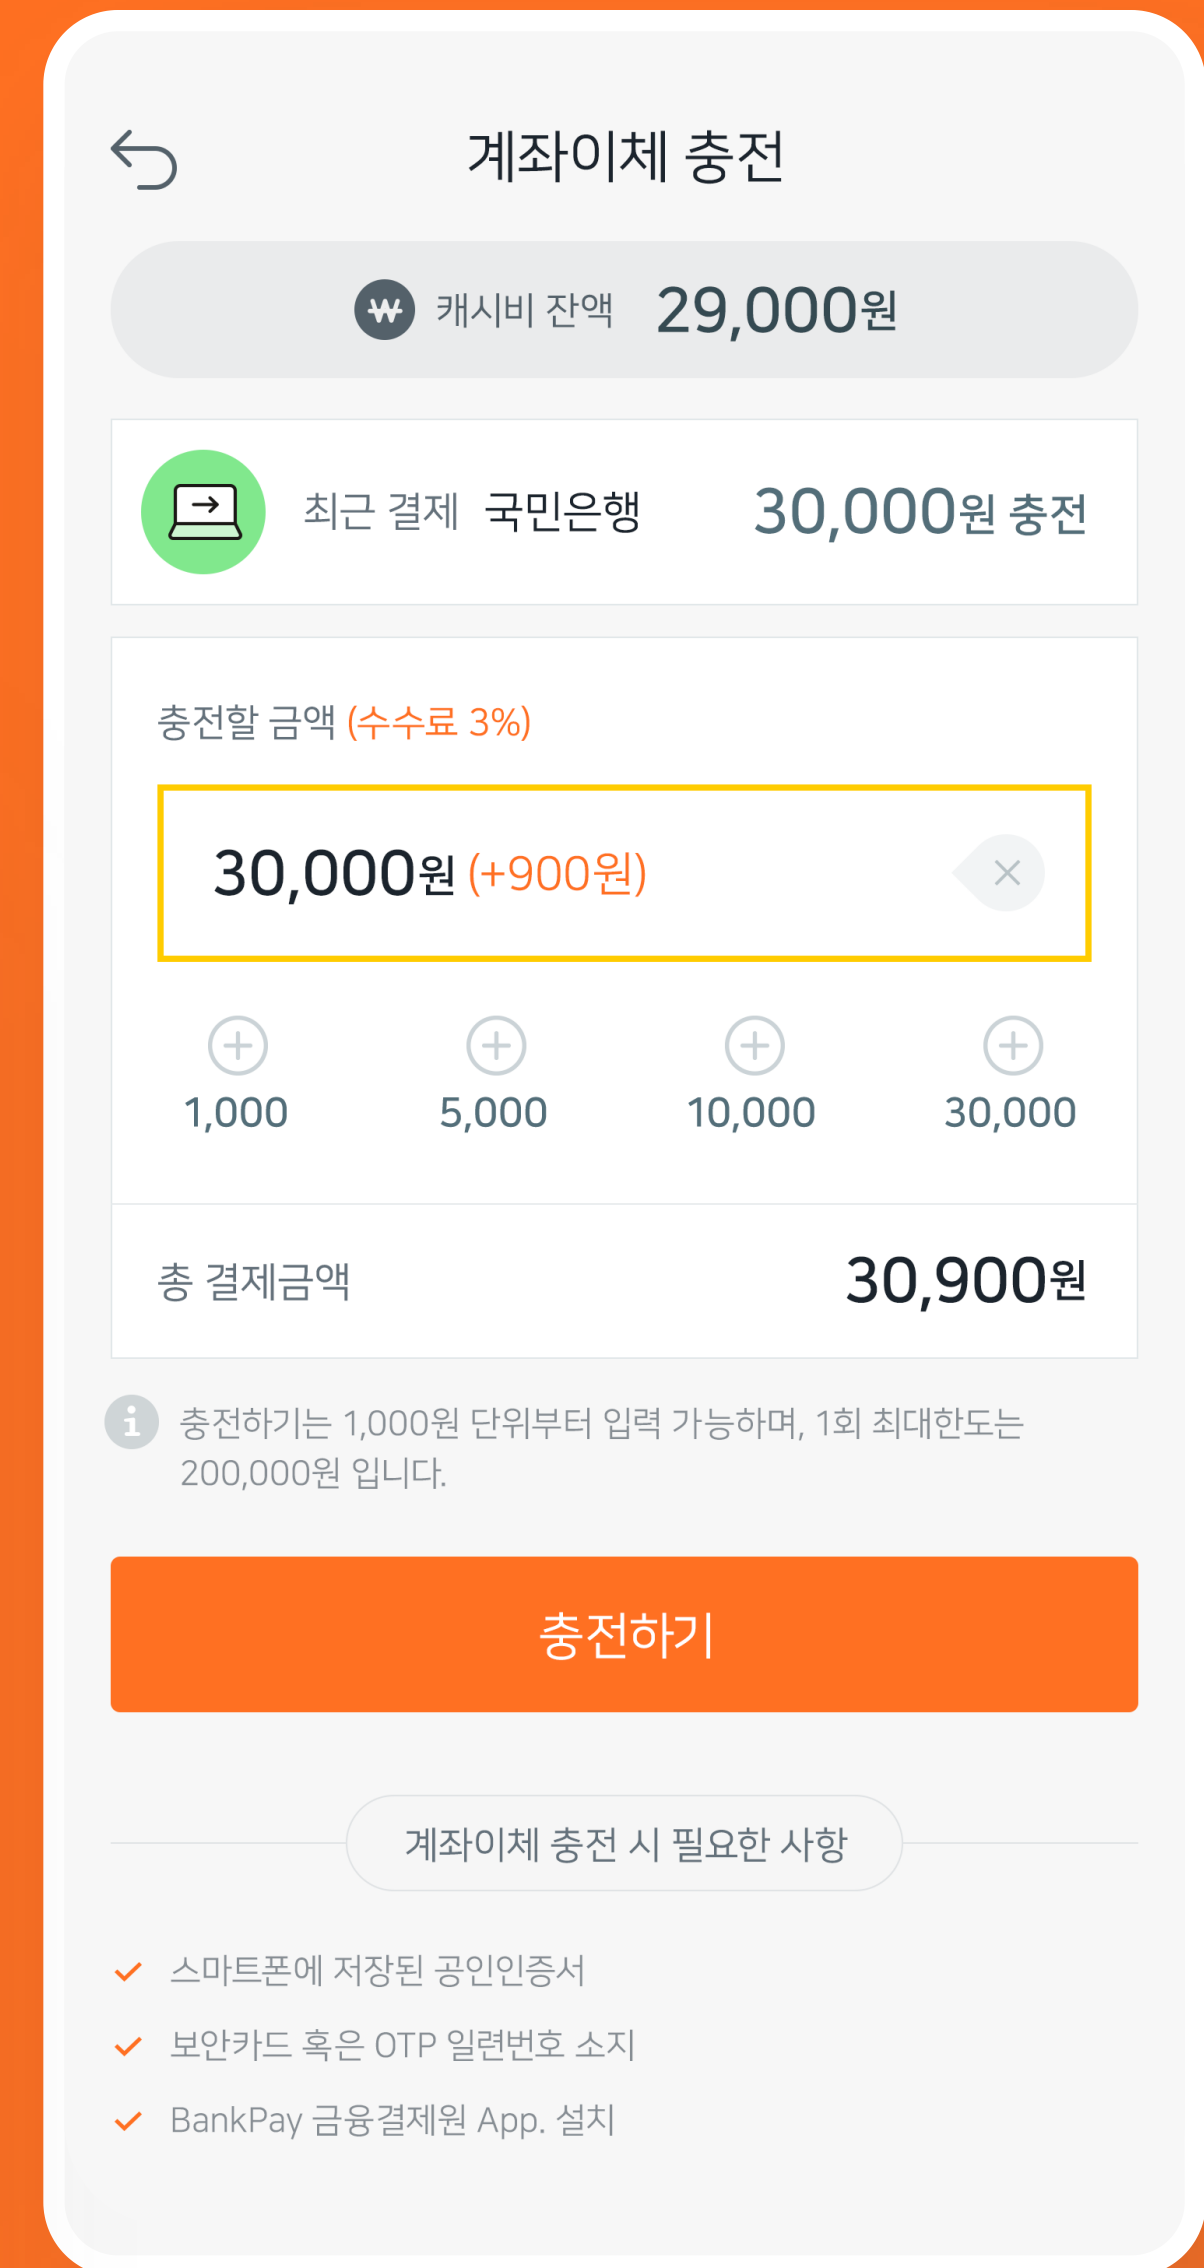 계좌이체 충전
₩ 캐시비 잔액 29,000원
최근 결제 국민은행 30,000원 충전
충전할 금액 (수수료 3%)
30,000원 (+900원)
1,000 5,000 10,000 30,000
총 결제금액 30,900원
충전하기는 1,000원 단위부터 입력 가능하며, 1회 최대한도는
200,000원 입니다.
충전하기
계좌이체 충전 시 필요한 사항
스마트폰에 저장된 공인인증서
보안카드 혹은 OTP 일련번호 소지
BankPay 금융결제원 App. 설치